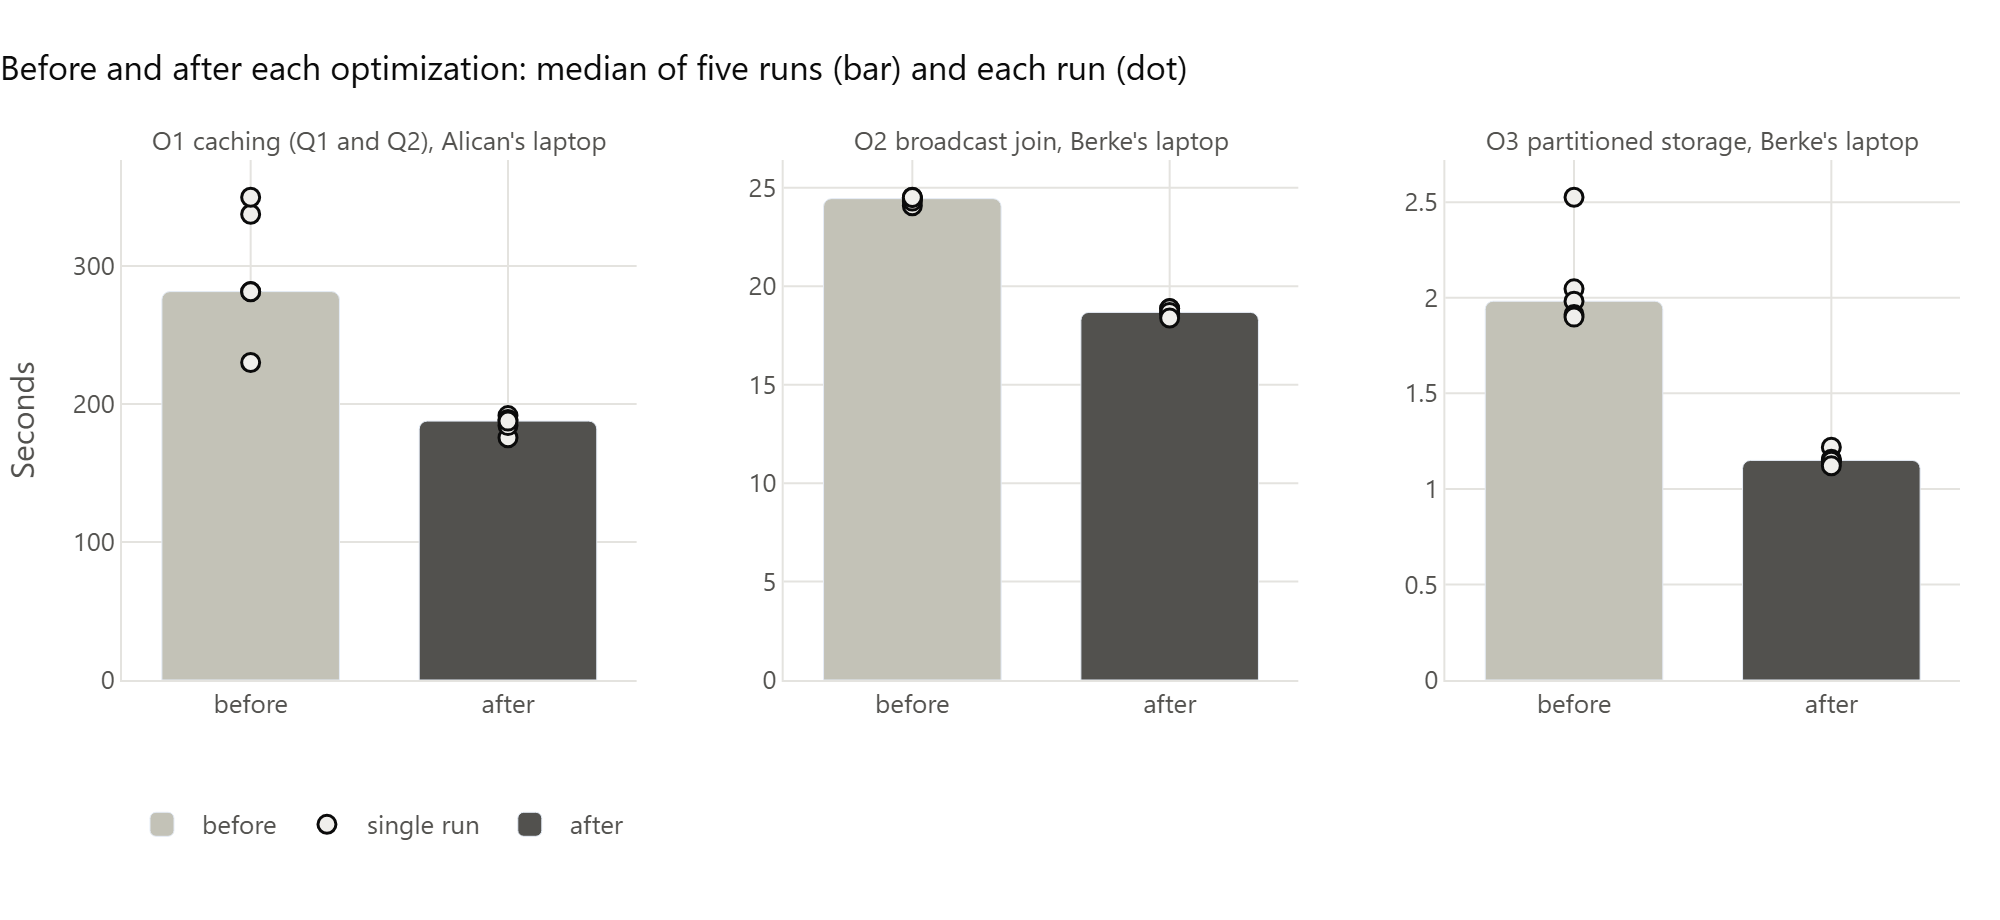 Before and after each optimization: median of five runs (bar) and each run (dot)
O1 caching (Q1 and Q2), Alican's laptop
O2 broadcast join, Berke's laptop
O3 partitioned storage, Berke's laptop
Seconds
300
200
100
0
before
after
25
20
15
10
5
0
before
after
2.5
2
1.5
1
0.5
0
before
after
before
single run
after